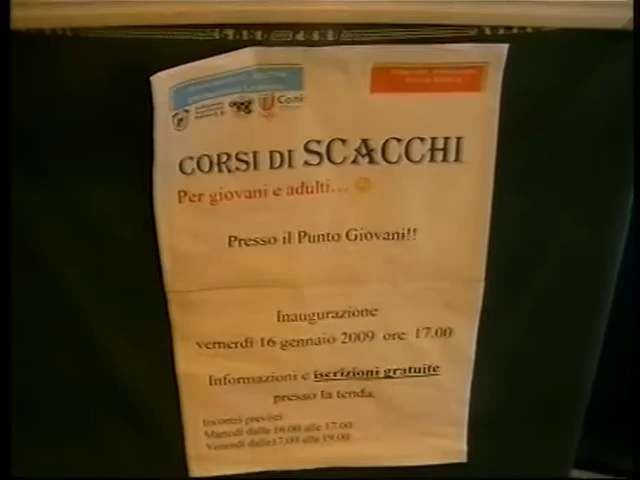 Coni
CORSI DI SCACCHI
Per giovani e adulti...
Presso il Punto Giovani!!
Inaugurazione
venerdì 16 gennaio 2009 ore 17.00
Informazioni e iscrizioni gratuite
presso la tenda.
Incontri previsti
Martedì dalle 16.00 alle 17.00
Venerdì dalle17.00 alle 19.00